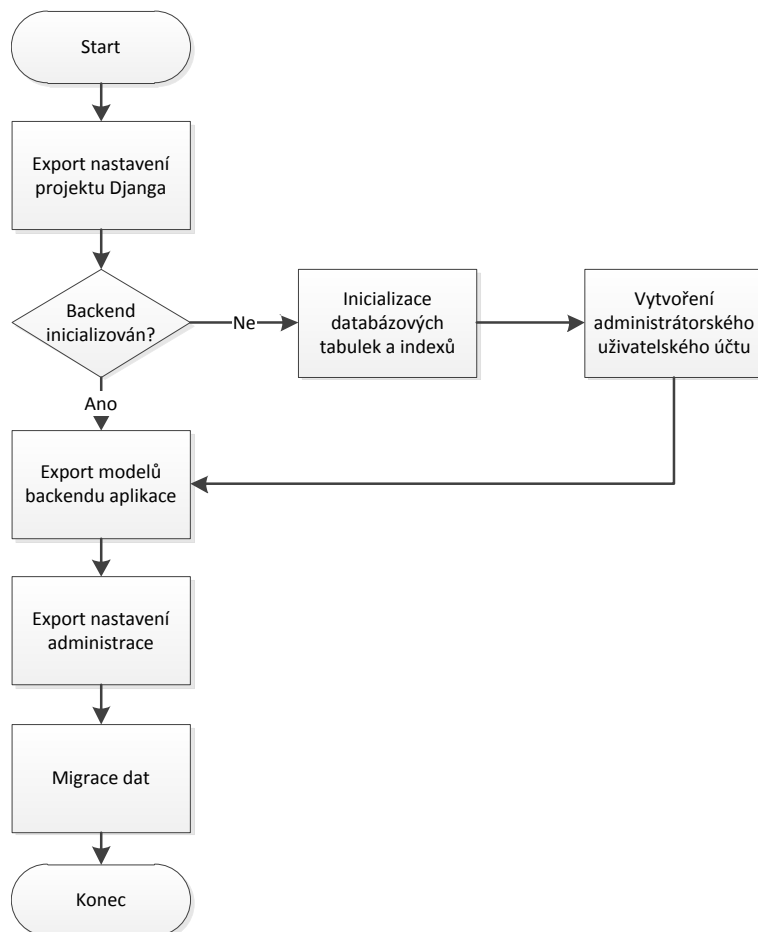 Start
Export nastavení
projektu Djanga
Backend
inicializován?
Ne
Inicializace
databázových
tabulek a indexů
Vytvoření
administrátorského
uživatelského účtu
Ano
Export modelů
backendu aplikace
Export nastavení
administrace
Migrace dat
Konec